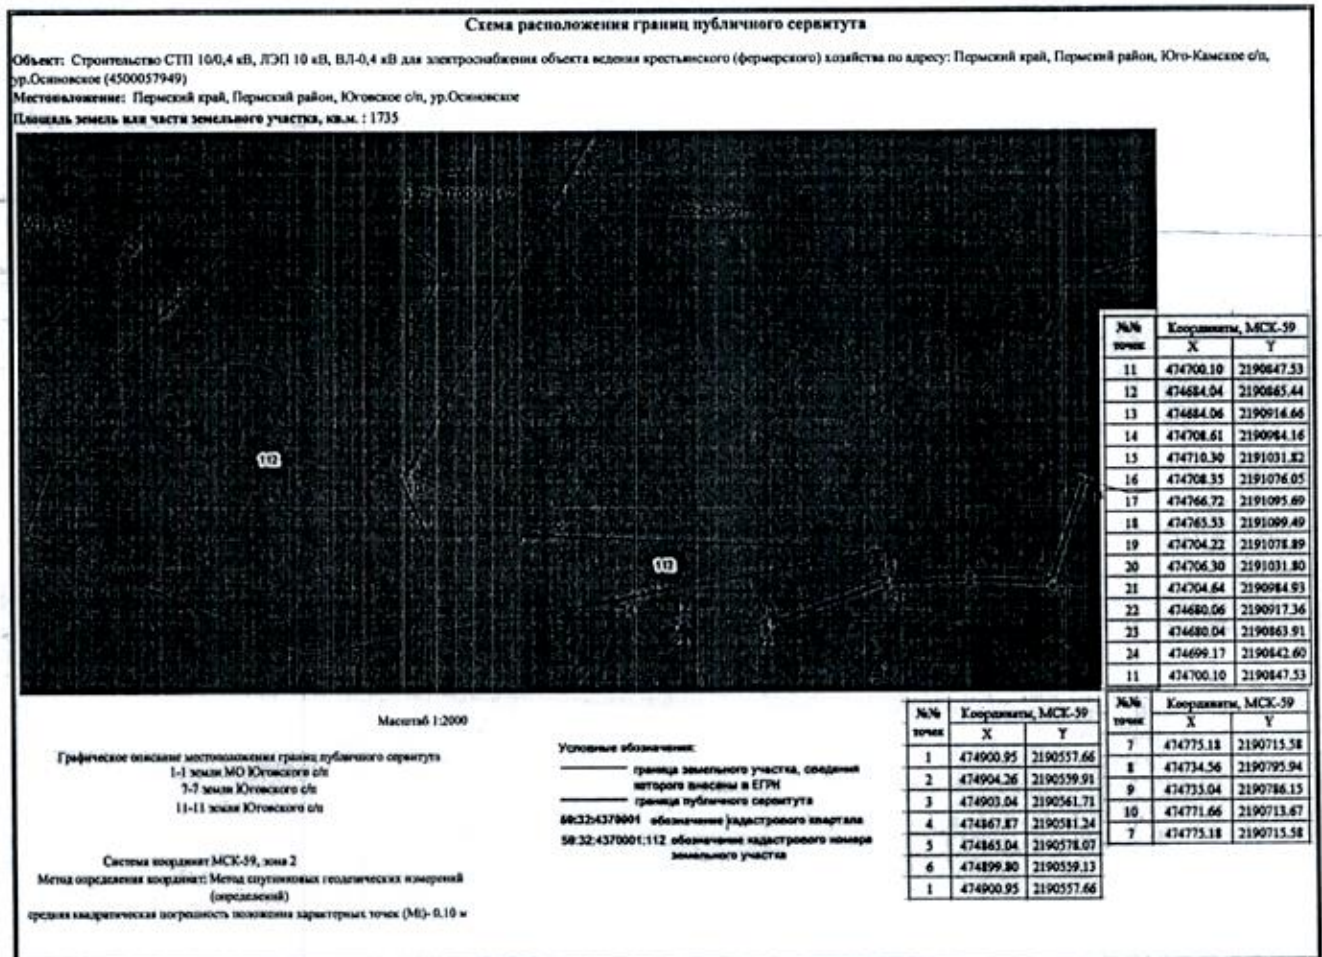 Схема расположения границ публичного сервитута
Объект: Строительство СТП 10/0,4 кВ, ЛЭП 10 кВ, ВЛ-0,4 кВ для электроснабжения объекта ведения крестьянского (фермерского) хозяйства по адресу: Пермский край, Пермский район, Юго-Камское с/п,
ур.Осиновское (4500057949)
Местоположение: Пермский край, Пермский район, Юговское с/п, ур.Осиновское
Площадь земель или части земельного участка, кв.м. : 1735
112
112
№№ точек Координаты, МСК-59
X Y
11 474700.10 2190847.53
12 474684.04 2190865.44
13 474684.06 2190916.66
14 474708.61 2190984.16
15 474710.30 2191031.82
16 474708.35 2191076.05
17 474766.72 2191095.69
18 474765.53 2191099.49
19 474704.22 2191078.89
20 474706.30 2191031.80
21 474704.64 2190984.93
22 474680.06 2190917.36
23 474680.04 2190863.91
24 474699.17 2190842.60
11 474700.10 2190847.53
Масштаб 1:2000
Графическое описание местоположения границ публичного сервитута
1-1 земли МО Юговского с/п
7-7 земли Юговского с/п
11-11 земли Юговского с/п
Система координат МСК-59, зона 2
Метод определения координат: Метод спутниковых геодезических измерений
(определений)
средняя квадратическая погрешность положения характерных точек (Mt)- 0,10 м
Условные обозначения:
граница земельного участка, сведения
которого внесены в ЕГРН
граница публичного сервитута
59:32:4370001 обозначение кадастрового квартала
59:32:4370001:112 обозначение кадастрового номера
земельного участка
№№ точек Координаты, МСК-59
X Y
1 474900.95 2190557.66
2 474904.26 2190559.91
3 474903.04 2190561.71
4 474867.87 2190581.24
5 474865.04 2190578.07
6 474899.80 2190559.13
1 474900.95 2190557.66
№№ точек Координаты, МСК-59
X Y
7 474775.18 2190715.58
8 474734.56 2190795.94
9 474733.04 2190786.15
10 474771.66 2190713.67
7 474775.18 2190715.58